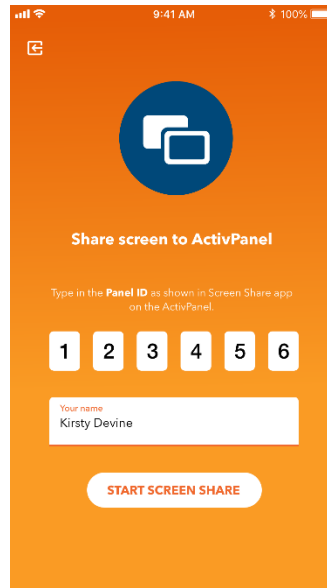 9:41 AM
100%
Share screen to ActivPanel
Type in the Panel ID as shown in Screen Share app
on the ActivPanel.
1 2 3 4 5 6
Your name
Kirsty Devine
START SCREEN SHARE